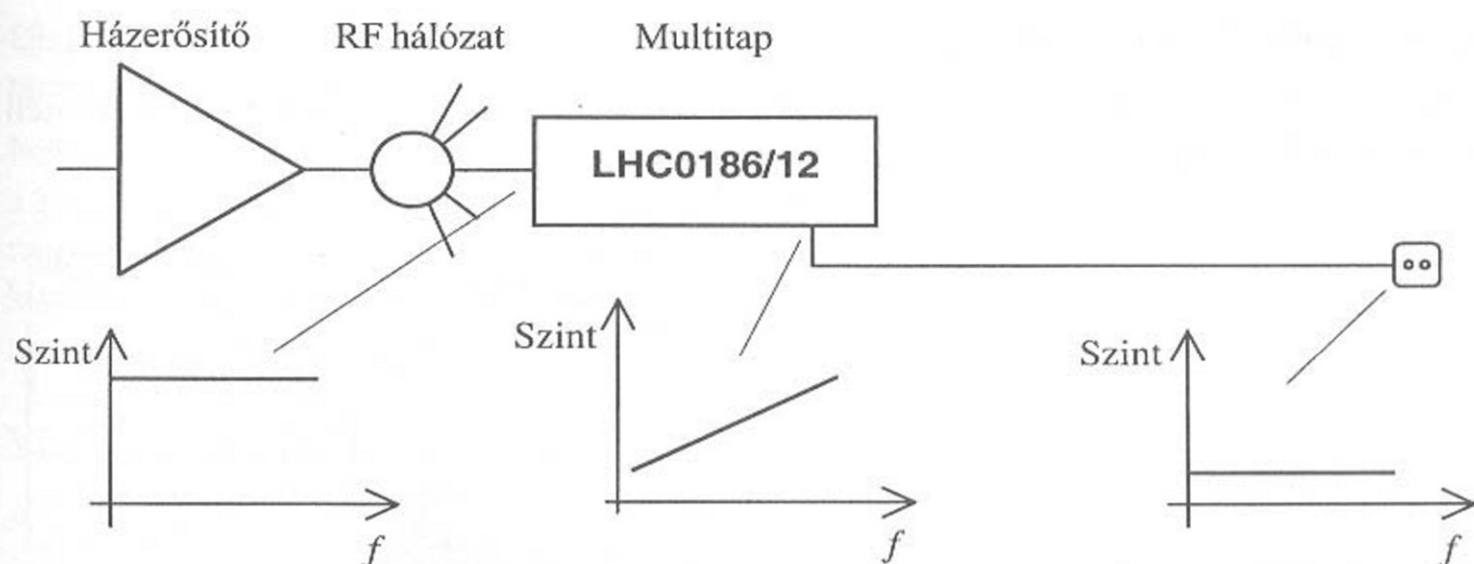 Házerősítő RF hálózat Multitap
LHC0186/12
Szint
Szint
Szint
f
f
f